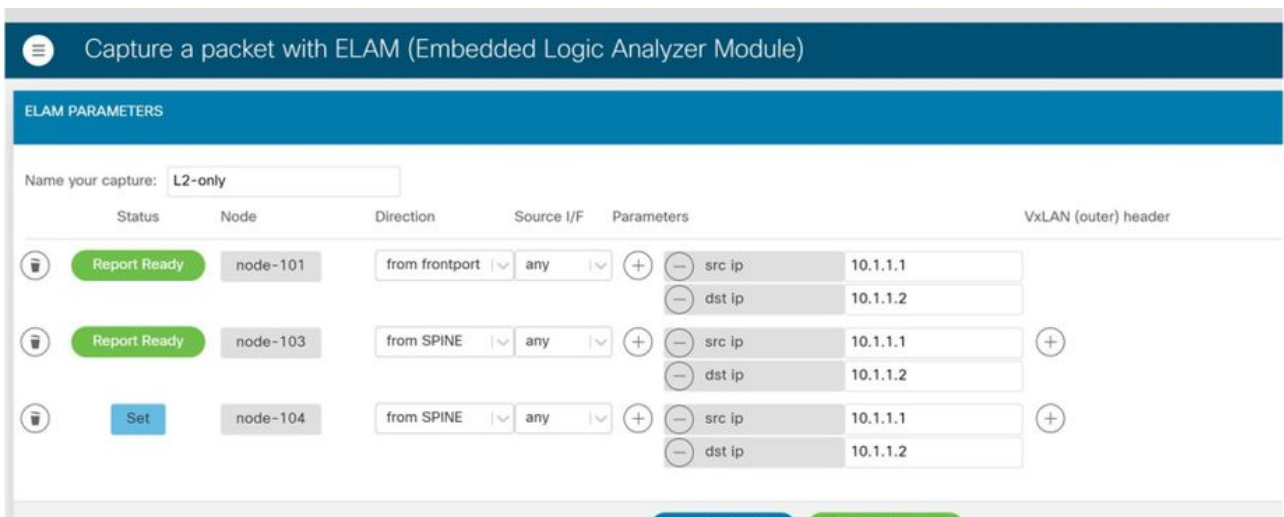 Capture a packet with ELAM (Embedded Logic Analyzer Module)
ELAM PARAMETERS
Name your capture: L2-only
Status Node Direction Source I/F Parameters VxLAN (outer) header
Report Ready node-101 from frontport any src ip 10.1.1.1
dst ip 10.1.1.2
Report Ready node-103 from SPINE any src ip 10.1.1.1
dst ip 10.1.1.2
Set node-104 from SPINE any src ip 10.1.1.1
dst ip 10.1.1.2